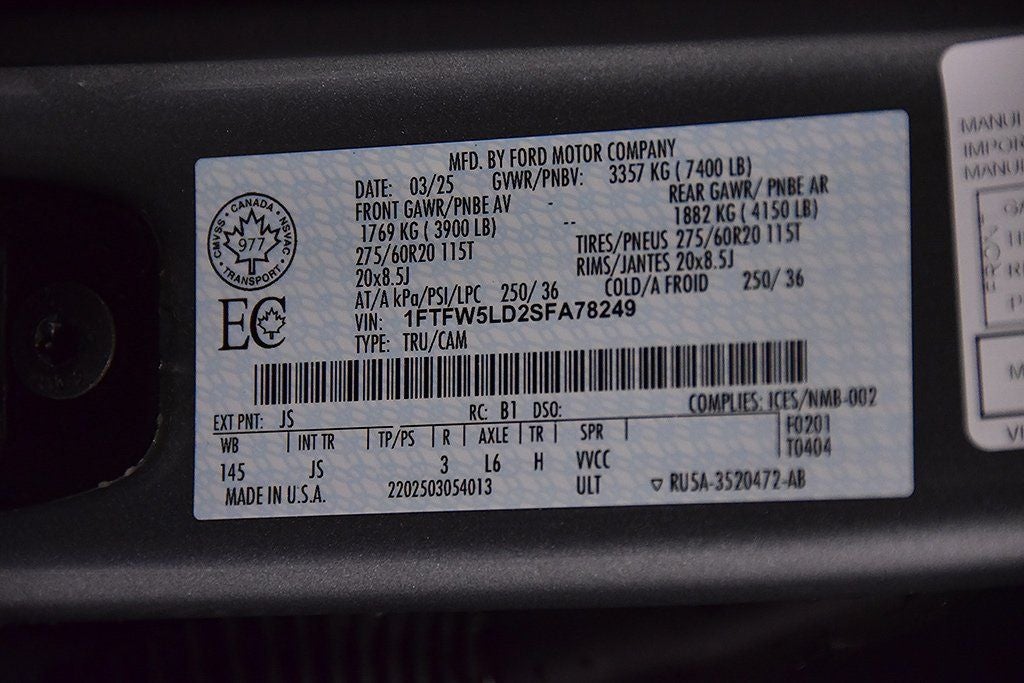 MFD. BY FORD MOTOR COMPANY
DATE: 03/25 GVWR/PNBV: 3357 KG ( 7400 LB)
FRONT GAWR/PNBE AV - REAR GAWR/ PNBE AR
1769 KG ( 3900 LB) -- 1882 KG ( 4150 LB)
275/60R20 115T TIRES/PNEUS 275/60R20 115T
20x8.5J RIMS/JANTES 20x8.5J
AT/A kPa/PSI/LPC 250/ 36 COLD/A FROID 250/ 36
VIN: 1FTFW5LD2SFA78249
TYPE: TRU/CAM
CANADA
CMVSS
NSVAC
977
TRANSPORT
EC
EXT PNT: JS RC: B1 DSO: COMPLIES: ICES/NMB-002
WB INT TR TP/PS R AXLE TR SPR F0201
145 JS 3 L6 H VVCC T0404
MADE IN U.S.A. 2202503054013 ULT ▽ RU5A-3520472-AB